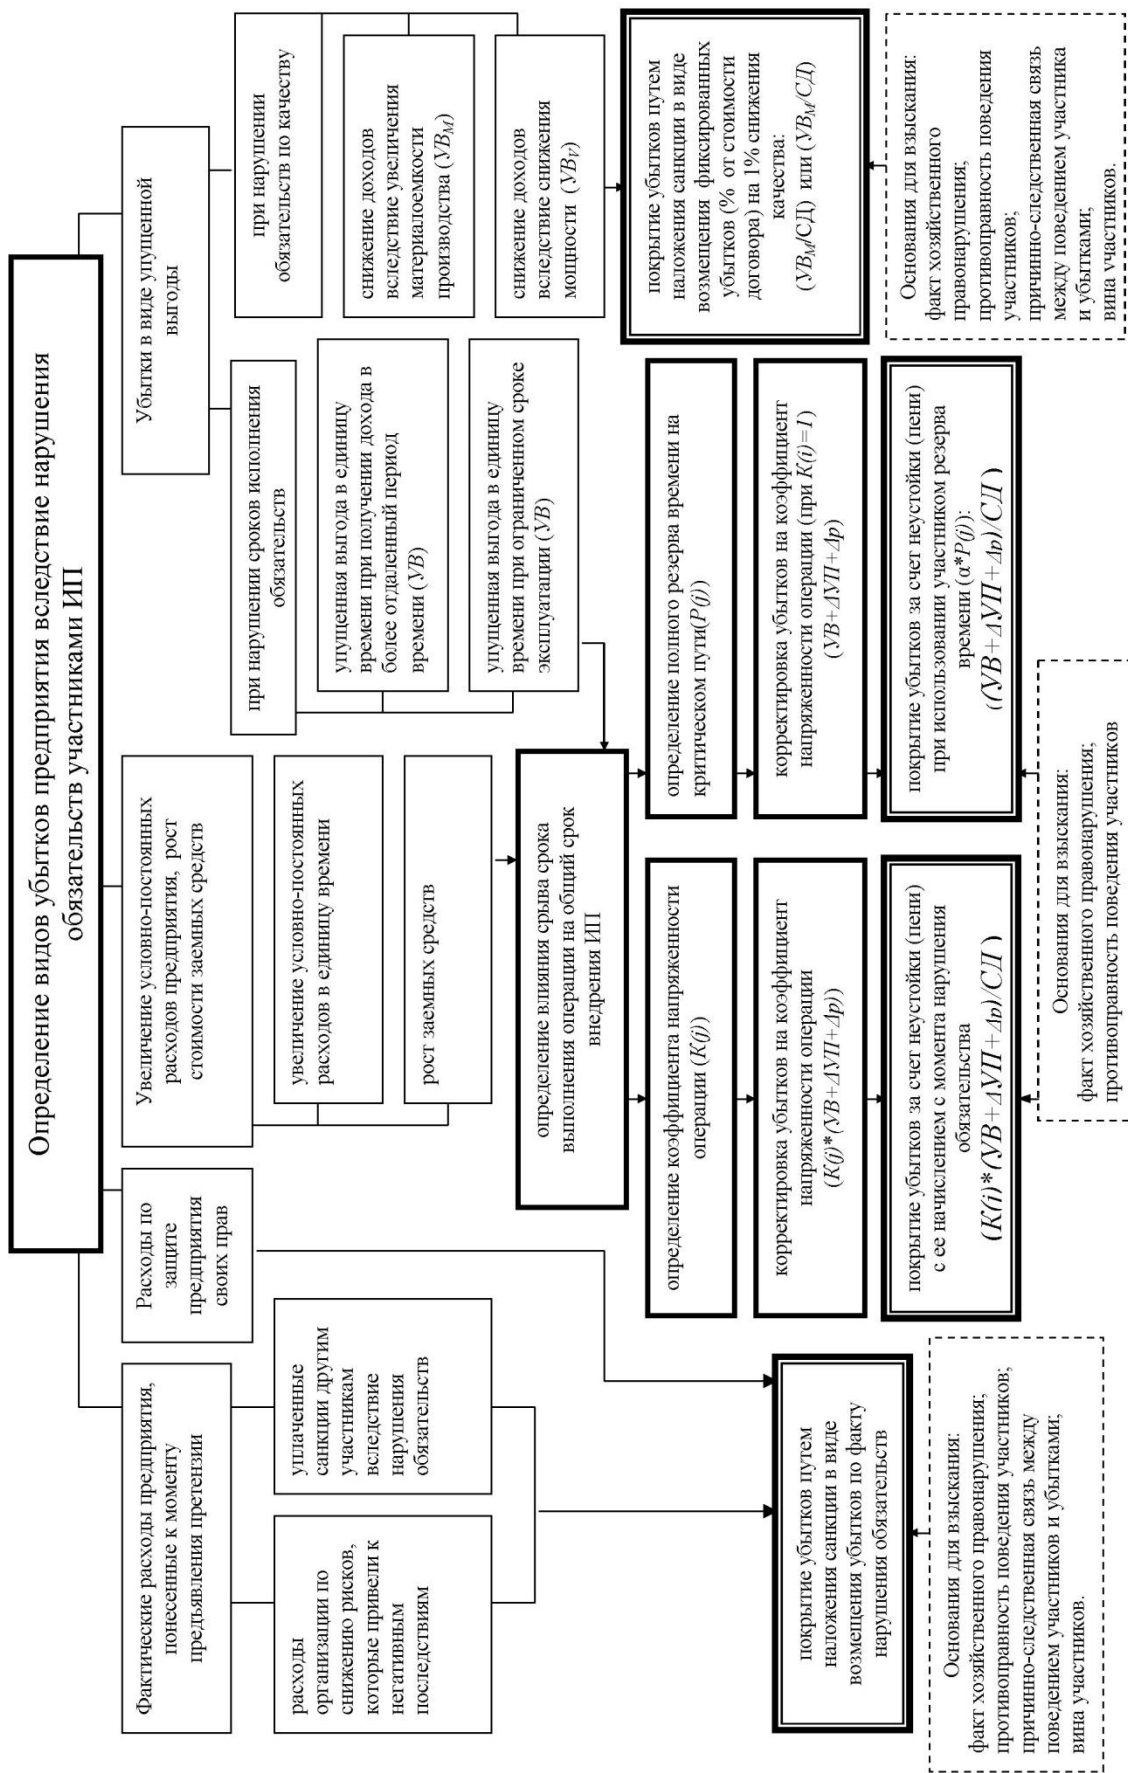 Определение видов убытков предприятия вследствие нарушения
обязательств участниками ИП
Фактические расходы предприятия,
понесенные к моменту
предъявления претензии
Расходы по
защите
предприятия
своих прав
Увеличение условно-постоянных
расходов предприятия, рост
стоимости заемных средств
Убытки в виде упущенной
выгоды
расходы
организации по
снижению рисков,
которые привели к
негативным
последствиям
уплаченные
санкции другим
участникам
вследствие
нарушения
обязательств
увеличение условно-постоянных
расходов в единицу времени
рост заемных средств
при нарушении сроков исполнения
обязательств
упущенная выгода в единицу
времени при получении дохода в
более отдаленный период
времени (УВ)
упущенная выгода в единицу
времени при ограниченном сроке
эксплуатации (УВ)
при нарушении
обязательств по качеству
снижение доходов
вследствие увеличения
материалоемкости
производства (УВ_М)
снижение доходов
вследствие снижения
мощности (УВ_V)
определение влияния срыва срока
выполнения операции на общий срок
внедрения ИП
определение коэффициента напряженности
операции (K(j))
корректировка убытков на коэффициент
напряженности операции
(K(j)*(УВ+ΔУП+Δр))
покрытие убытков за счет неустойки (пени)
с ее начислением с момента нарушения
обязательства
(K(i)*(УВ+ΔУП+Δр)/СД)
определение полного резерва времени на
критическом пути(P(j))
корректировка убытков на коэффициент
напряженности операции (при K(i)=1)
(УВ+ΔУП+Δр)
покрытие убытков за счет неустойки (пени)
при использовании участником резерва
времени (α*P(j)):
((УВ+ΔУП+Δр)/СД)
покрытие убытков путем
наложения санкции в виде
возмещения фиксированных
убытков (% от стоимости
договора) на 1% снижения
качества:
(УВ_М/СД) или (УВ_М/СД)
покрытие убытков путем
наложения санкции в виде
возмещения убытков по факту
нарушения обязательств
Основания для взыскания:
факт хозяйственного правонарушения;
противоправность поведения участников;
причинно-следственная связь между
поведением участников и убытками;
вина участников.
Основания для взыскания:
факт хозяйственного правонарушения;
противоправность поведения участников
Основания для взыскания:
факт хозяйственного
правонарушения;
противоправность поведения
участников;
причинно-следственная связь
между поведением участника
и убытками;
вина участников.